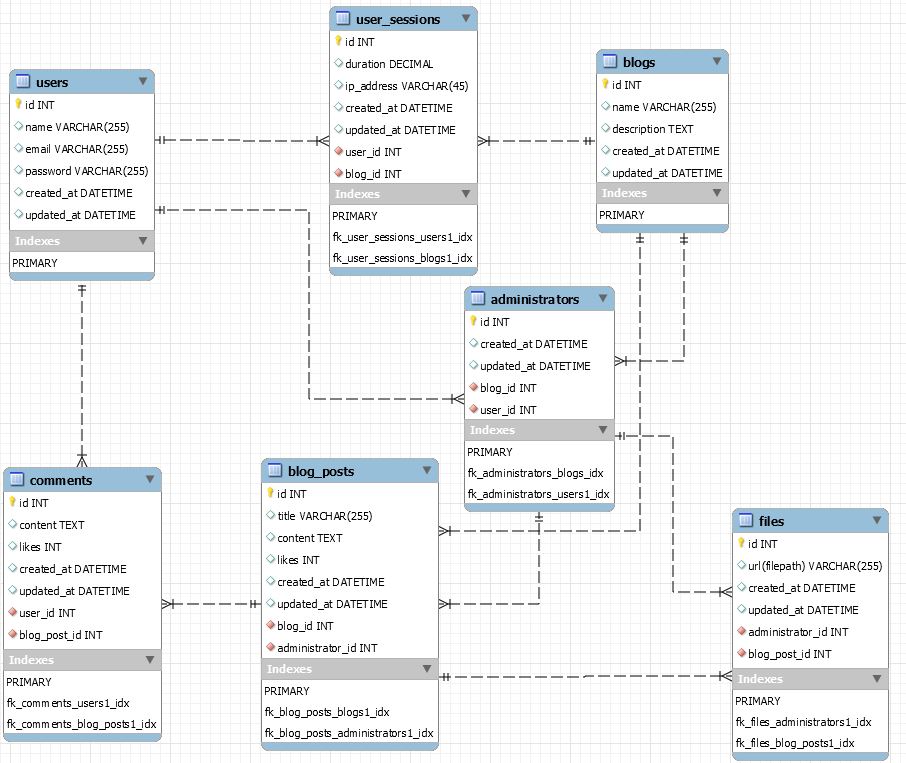 user_sessions
id INT
duration DECIMAL
ip_address VARCHAR(45)
created_at DATETIME
updated_at DATETIME
user_id INT
blog_id INT
Indexes
PRIMARY
fk_user_sessions_users1_idx
fk_user_sessions_blogs1_idx
blogs
id INT
name VARCHAR(255)
description TEXT
created_at DATETIME
updated_at DATETIME
Indexes
PRIMARY
users
id INT
name VARCHAR(255)
email VARCHAR(255)
password VARCHAR(255)
created_at DATETIME
updated_at DATETIME
Indexes
PRIMARY
administrators
id INT
created_at DATETIME
updated_at DATETIME
blog_id INT
user_id INT
Indexes
PRIMARY
fk_administrators_blogs_idx
fk_administrators_users1_idx
comments
id INT
content TEXT
likes INT
created_at DATETIME
updated_at DATETIME
user_id INT
blog_post_id INT
Indexes
PRIMARY
fk_comments_users1_idx
fk_comments_blog_posts1_idx
blog_posts
id INT
title VARCHAR(255)
content TEXT
likes INT
created_at DATETIME
updated_at DATETIME
blog_id INT
administrator_id INT
Indexes
PRIMARY
fk_blog_posts_blogs1_idx
fk_blog_posts_administrators1_idx
files
id INT
url(filepath) VARCHAR(255)
created_at DATETIME
updated_at DATETIME
administrator_id INT
blog_post_id INT
Indexes
PRIMARY
fk_files_administrators1_idx
fk_files_blog_posts1_idx